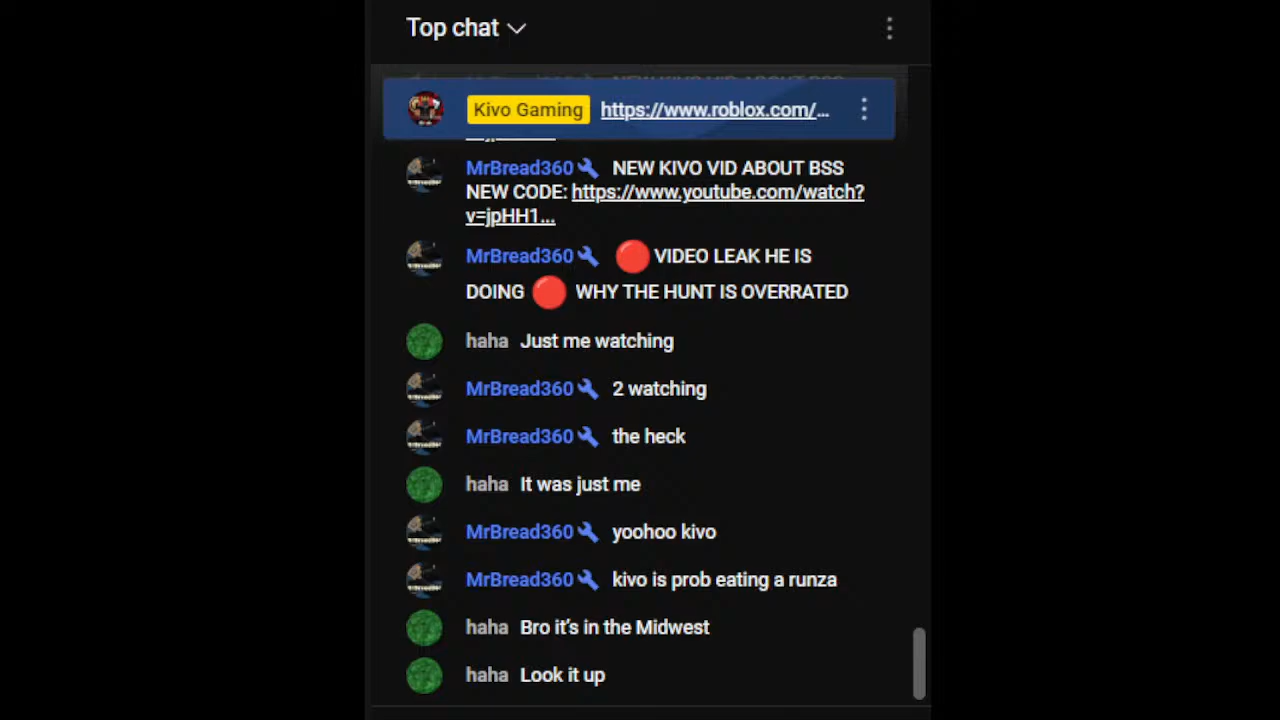 Top chat
Kivo Gaming https://www.roblox.com/...
MrBread360 NEW KIVO VID ABOUT BSS
NEW CODE: https://www.youtube.com/watch?
v=jpHH1...
MrBread360 🔴 VIDEO LEAK HE IS
DOING 🔴 WHY THE HUNT IS OVERRATED
haha Just me watching
MrBread360 2 watching
MrBread360 the heck
haha It was just me
MrBread360 yoohoo kivo
MrBread360 kivo is prob eating a runza
haha Bro it’s in the Midwest
haha Look it up